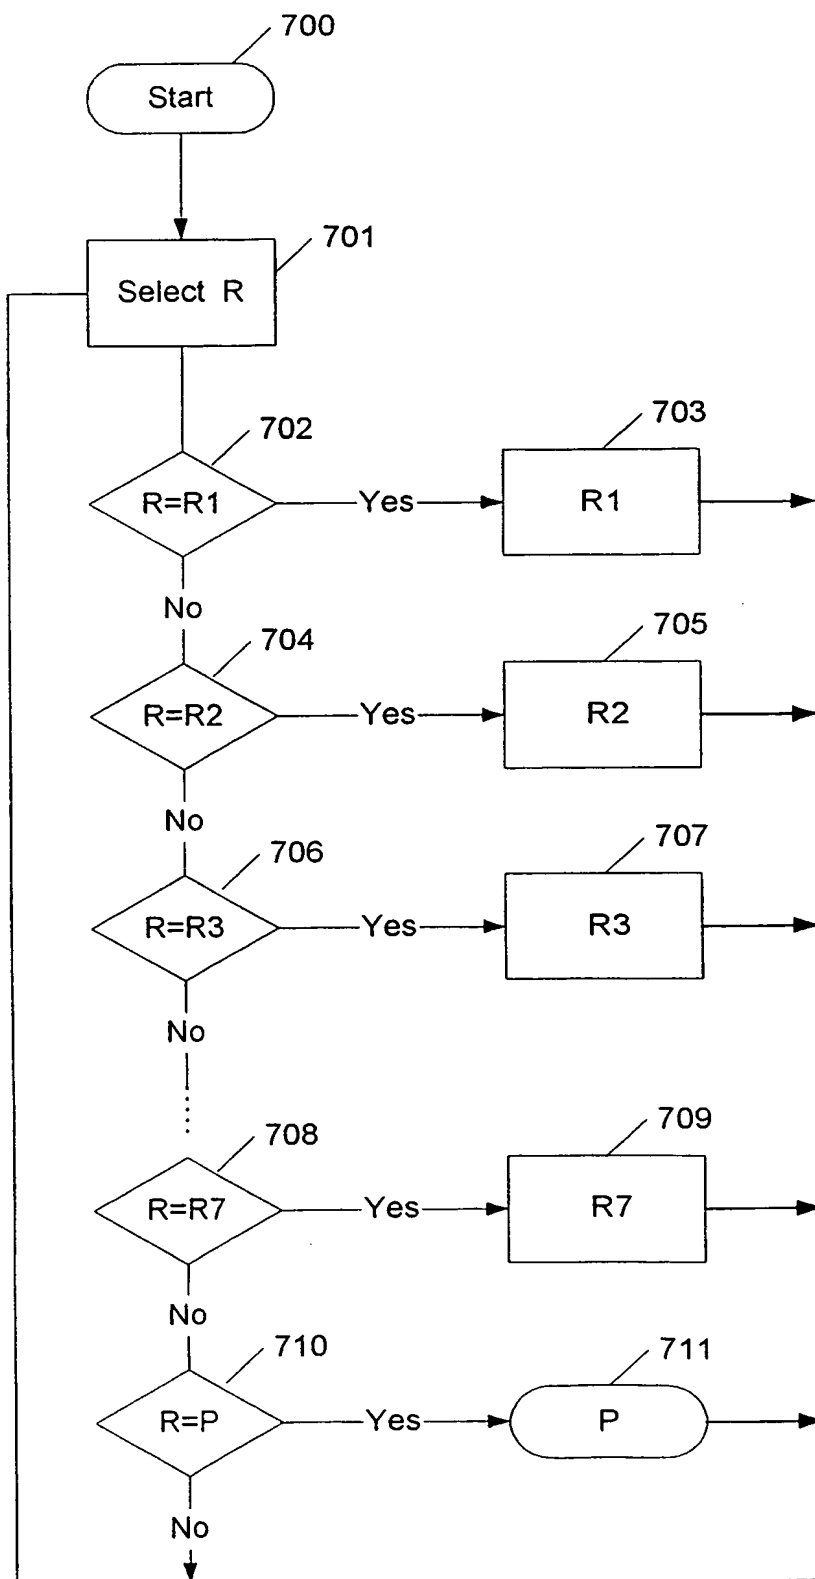 700
Start
701
Select R
702
703
R=R1
Yes
R1
No
704
705
R=R2
Yes
R2
No
706
707
R=R3
Yes
R3
No
708
709
R=R7
Yes
R7
No
710
711
R=P
Yes
P
No